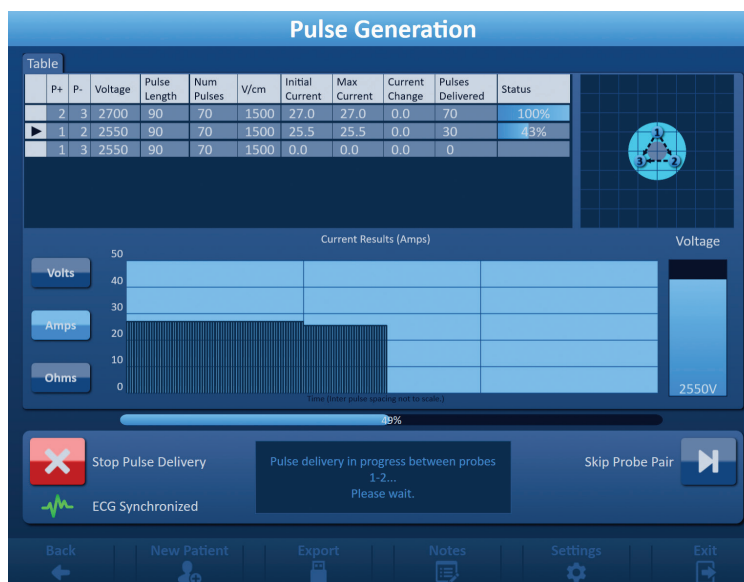 Pulse Generation
Table
P+ P- Voltage Pulse Length Num Pulses V/cm Initial Current Max Current Current Change Pulses Delivered Status
2 3 2700 90 70 1500 27.0 27.0 0.0 70 100%
1 2 2550 90 70 1500 25.5 25.5 0.0 30 43%
1 3 2550 90 70 1500 0.0 0.0 0.0 0
1
3 2
Current Results (Amps)
Voltage
Volts
Amps
Ohms
50
40
30
20
10
0
Time (Inter pulse spacing not to scale.)
2550V
49%
Stop Pulse Delivery
ECG Synchronized
Pulse delivery in progress between probes
1-2...
Please wait.
Skip Probe Pair
Back New Patient Export Notes Settings Exit